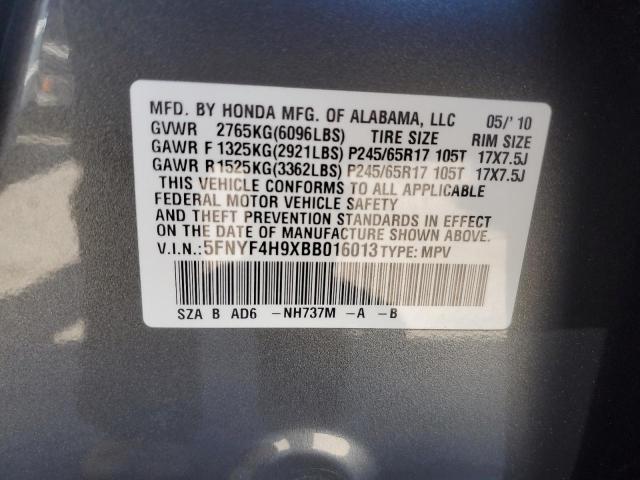 MFD. BY HONDA MFG. OF ALABAMA, LLC 05/' 10
GVWR 2765KG(6096LBS) TIRE SIZE RIM SIZE
GAWR F 1325KG(2921LBS) P245/65R17 105T 17X7.5J
GAWR R 1525KG(3362LBS) P245/65R17 105T 17X7.5J
THIS VEHICLE CONFORMS TO ALL APPLICABLE
FEDERAL MOTOR VEHICLE SAFETY
AND THEFT PREVENTION STANDARDS IN EFFECT
ON THE DATE OF MANUFACTURE SHOWN ABOVE.
V.I.N.: 5FNYF4H9XBB016013 TYPE: MPV
SZA B AD6 -NH737M -A -B